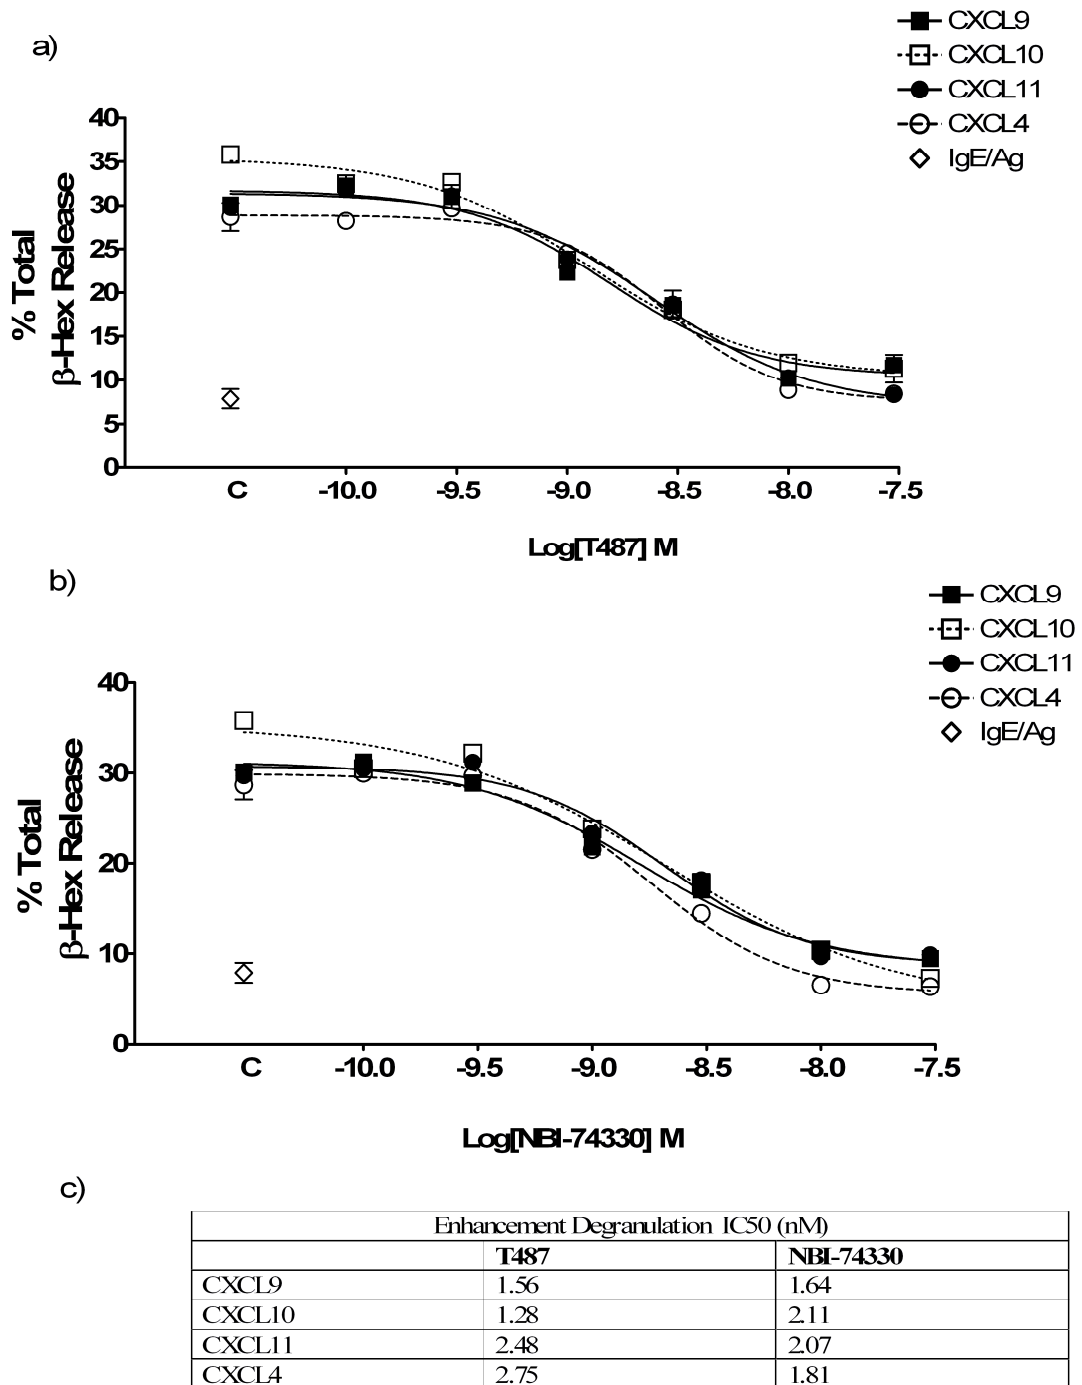 a)
CXCL9
CXCL10
CXCL11
CXCL4
IgE/Ag
% Total
β-Hex Release
40
35
30
25
20
15
10
5
0
C -10.0 -9.5 -9.0 -8.5 -8.0 -7.5
Log[T487] M
b)
CXCL9
CXCL10
CXCL11
CXCL4
IgE/Ag
% Total
β-Hex Release
40
30
20
10
0
C -10.0 -9.5 -9.0 -8.5 -8.0 -7.5
Log[NBI-74330] M
c)
Enhancement Degranulation IC50 (nM)
T487 NBI-74330
CXCL9 1.56 1.64
CXCL10 1.28 2.11
CXCL11 2.48 2.07
CXCL4 2.75 1.81